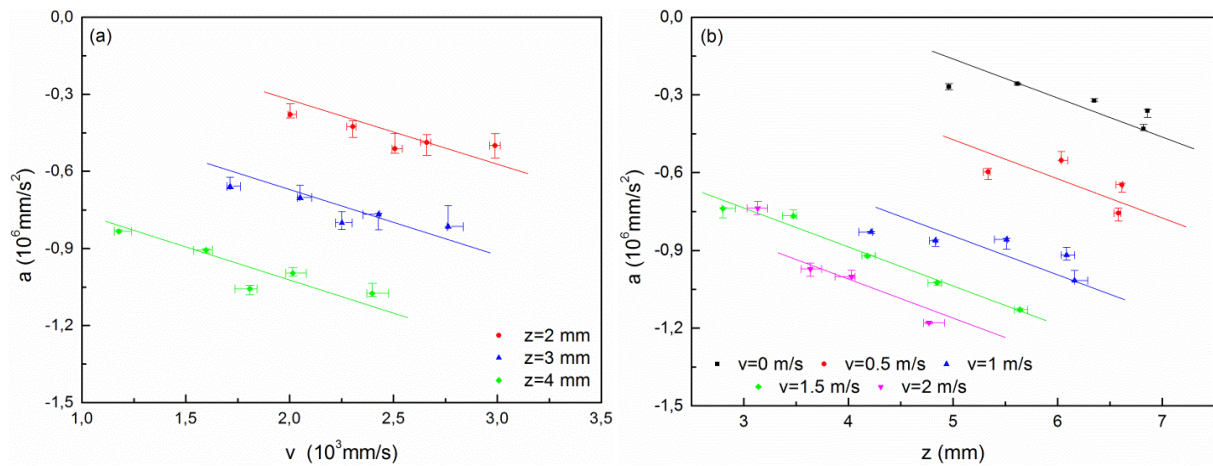 (a)
a (10⁶mm/s²)
0,0
-0,3
-0,6
-0,9
-1,2
-1,5
1,0 1,5 2,0 2,5 3,0 3,5
v (10³mm/s)
z=2 mm
z=3 mm
z=4 mm
(b)
a (10⁶mm/s²)
0,0
-0,3
-0,6
-0,9
-1,2
-1,5
3 4 5 6 7
z (mm)
v=0 m/s v=0.5 m/s v=1 m/s
v=1.5 m/s v=2 m/s